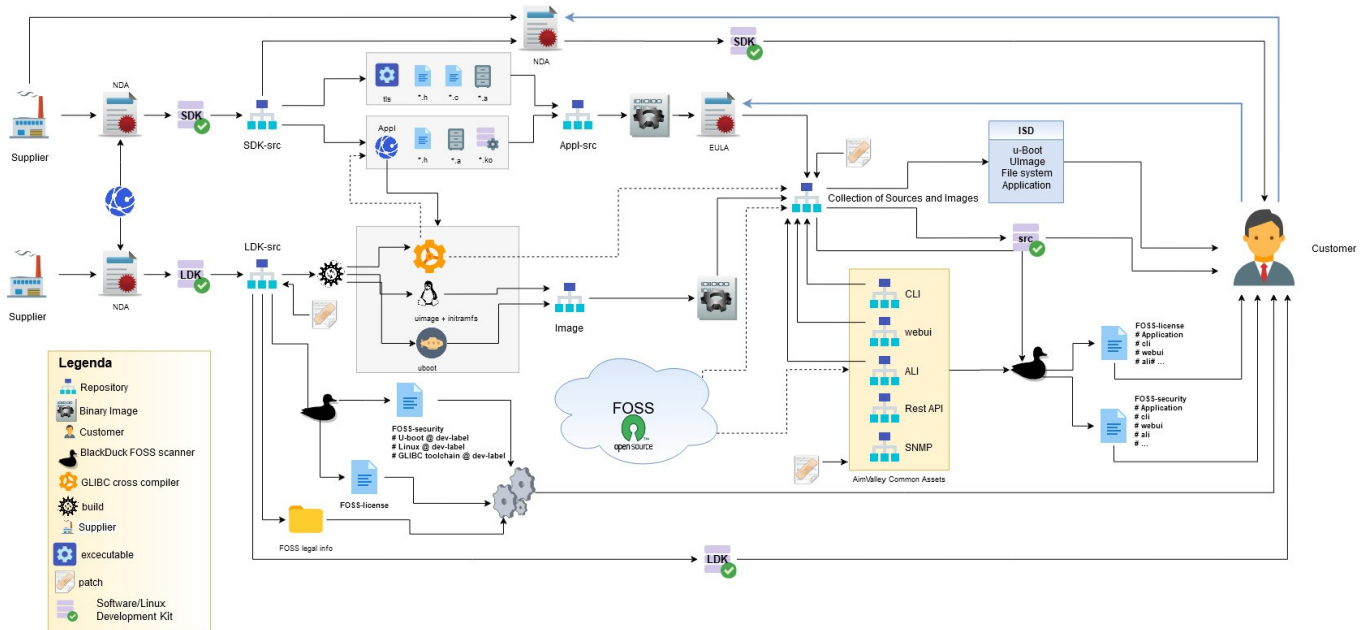 NDA
SDK
NDA
SDK
tls
*.h
*.c
*.a
Appl
*.h
*.a
*.ko
Supplier
SDK-src
Appl-src
EULA
ISD
u-Boot
UImage
File system
Application
Collection of Sources and Images
src
Customer
NDA
Supplier
LDK
LDK-src
uimage + initramfs
uboot
Image
CLI
webui
ALI
Rest API
SNMP
AimValley Common Assets
FOSS
open source
TM
FOSS-license
# Application
# cli
# webui
# ali# ...
FOSS-security
# Application
# cli
# webui
# ali
# ...
FOSS-security
# U-boot @ dev-label
# Linux @ dev-label
# GLIBC toolchain @ dev-label
FOSS-license
FOSS legal info
LDK
Legenda
Repository
Binary Image
Customer
BlackDuck FOSS scanner
GLIBC cross compiler
build
Supplier
excecutable
patch
Software/Linux
Development Kit